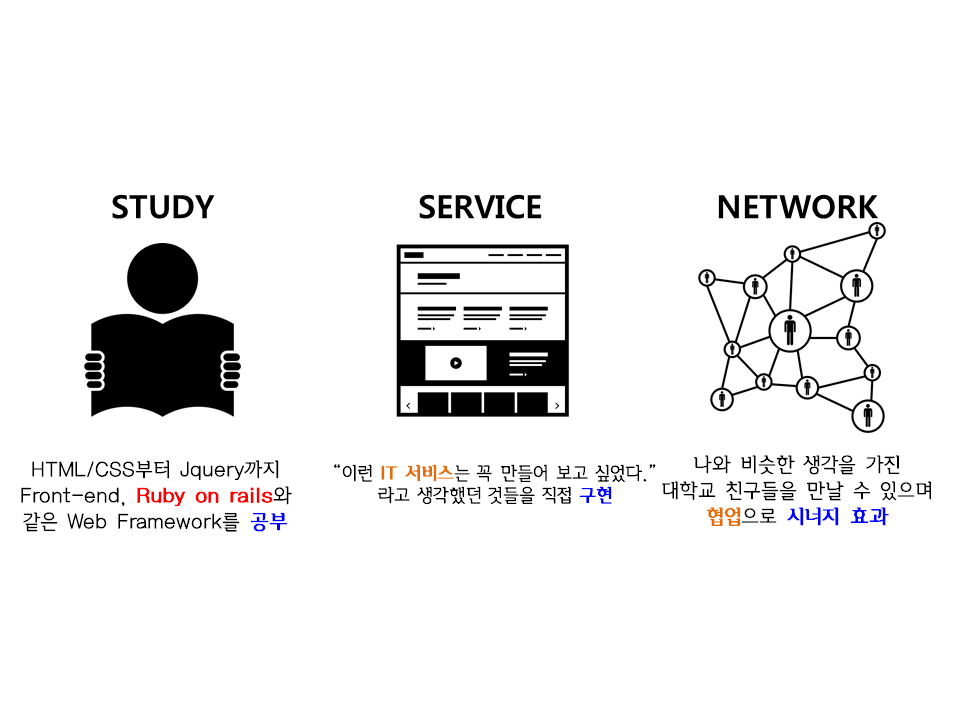 STUDY
HTML/CSS부터 Jquery까지
Front-end, Ruby on rails와
같은 Web Framework를 공부
SERVICE
“이런 IT 서비스는 꼭 만들어 보고 싶었다.”
라고 생각했던 것들을 직접 구현
NETWORK
나와 비슷한 생각을 가진
대학교 친구들을 만날 수 있으며
협업으로 시너지 효과